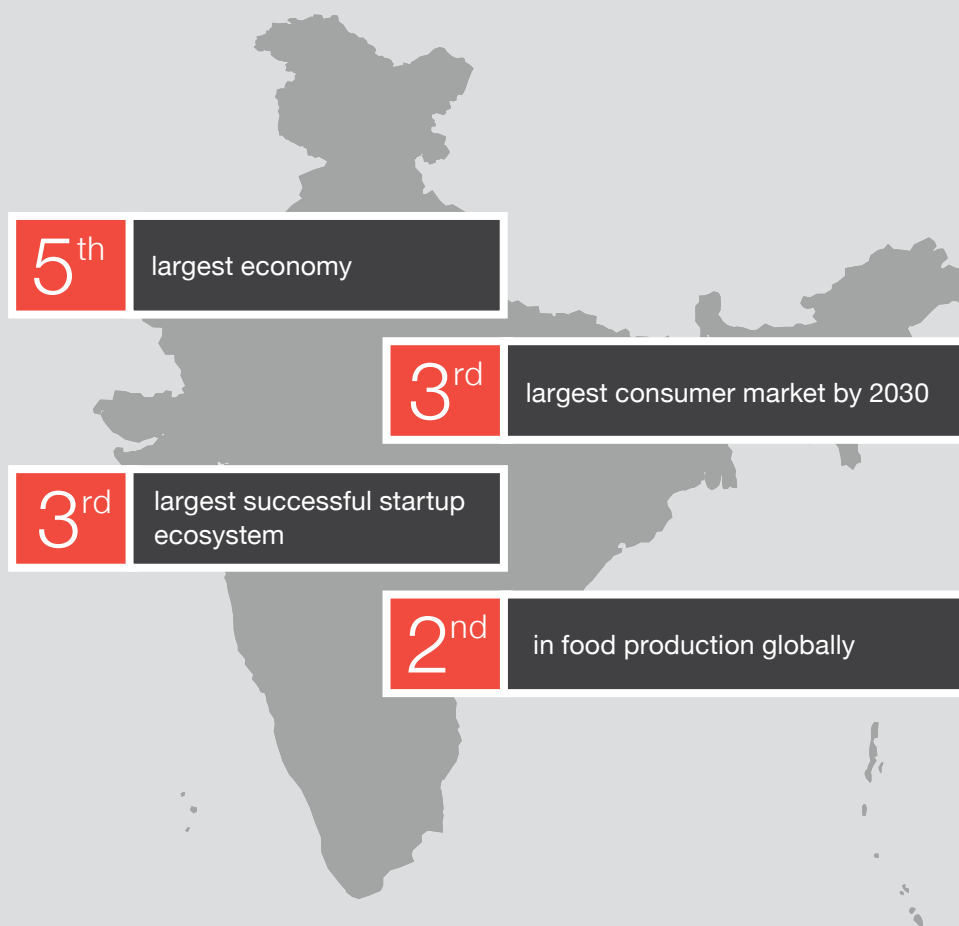 5th largest economy
3rd largest consumer market by 2030
3rd largest successful startup
ecosystem
2nd in food production globally